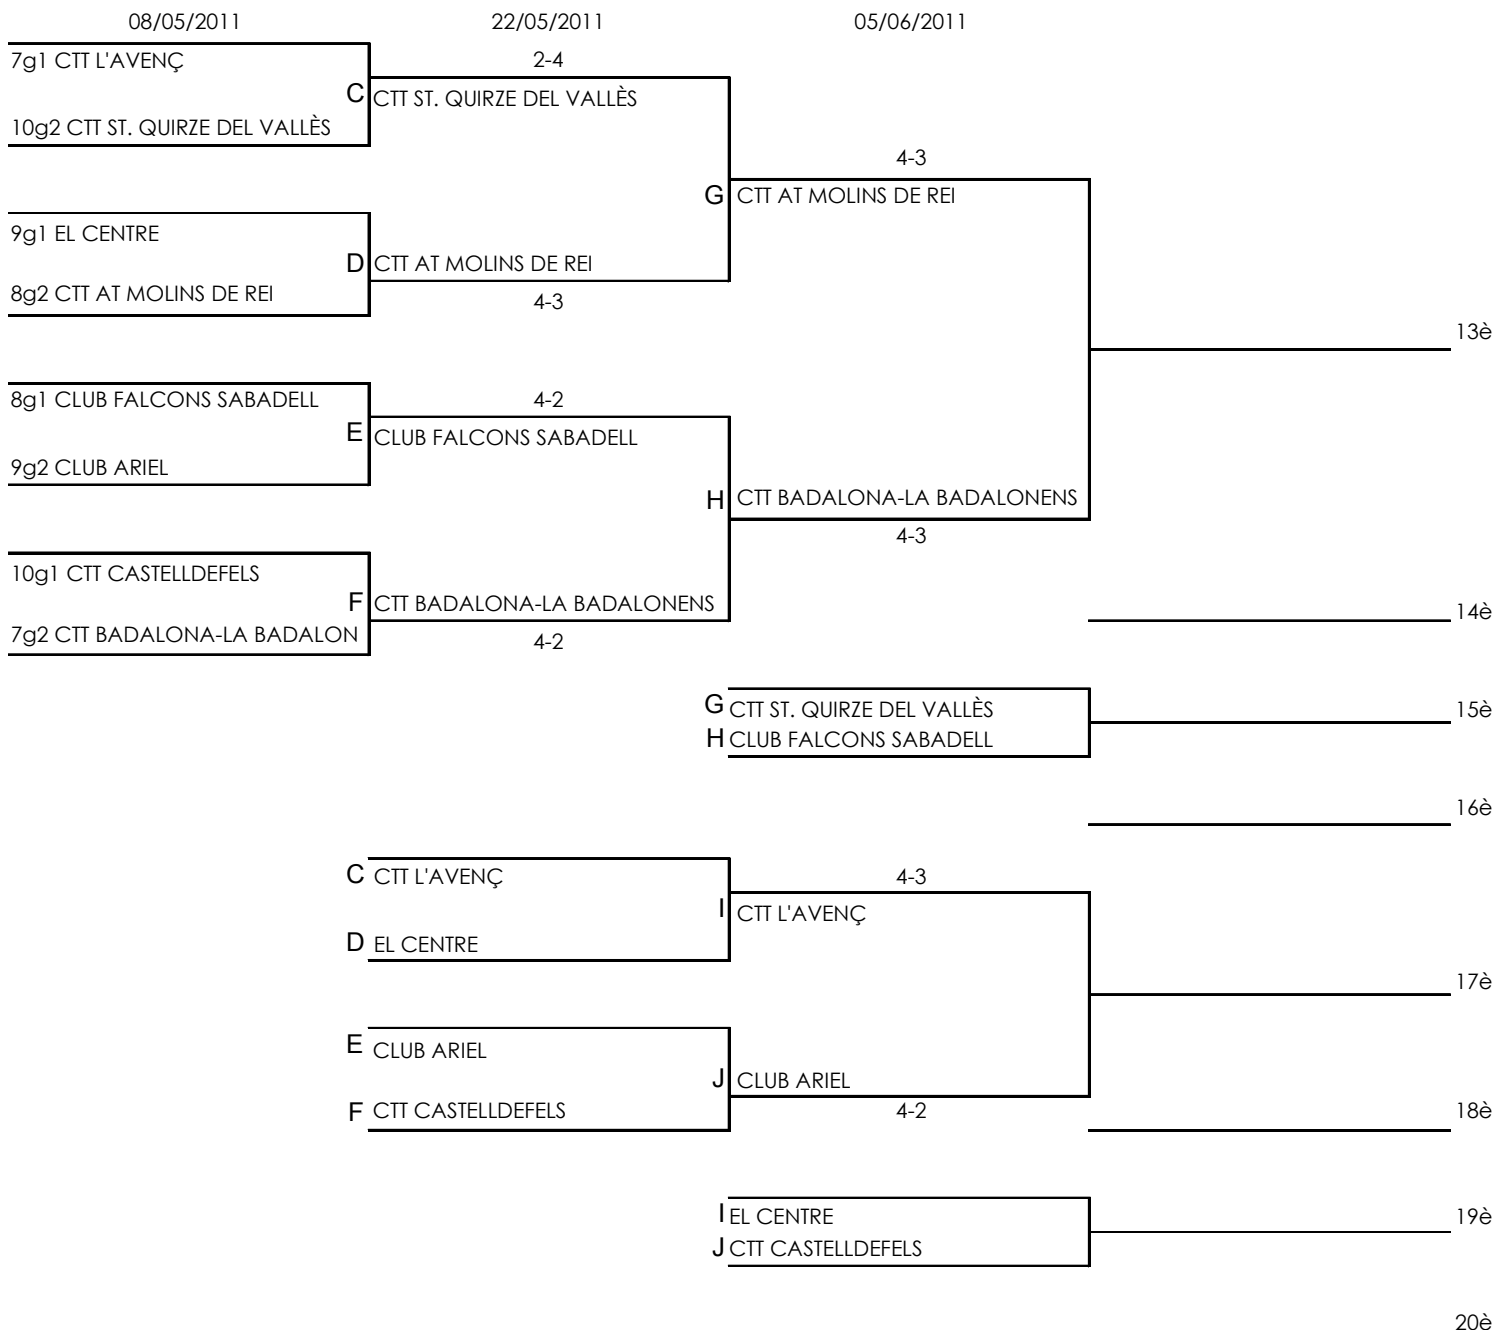 08/05/2011 22/05/2011 05/06/2011
7g1 CTT L'AVENÇ
2-4
C
CTT ST. QUIRZE DEL VALLÈS
10g2 CTT ST. QUIRZE DEL VALLÈS
4-3
G
CTT AT MOLINS DE REI
9g1 EL CENTRE
D
CTT AT MOLINS DE REI
8g2 CTT AT MOLINS DE REI
4-3
13è
8g1 CLUB FALCONS SABADELL
4-2
E
CLUB FALCONS SABADELL
9g2 CLUB ARIEL
H
CTT BADALONA-LA BADALONENS
4-3
10g1 CTT CASTELLDEFELS
F
CTT BADALONA-LA BADALONENS
14è
7g2 CTT BADALONA-LA BADALON
4-2
G CTT ST. QUIRZE DEL VALLÈS
15è
H CLUB FALCONS SABADELL
16è
C CTT L'AVENÇ
4-3
I
CTT L'AVENÇ
D EL CENTRE
17è
E CLUB ARIEL
J
CLUB ARIEL
F CTT CASTELLDEFELS
4-2
18è
I EL CENTRE
19è
J CTT CASTELLDEFELS
20è